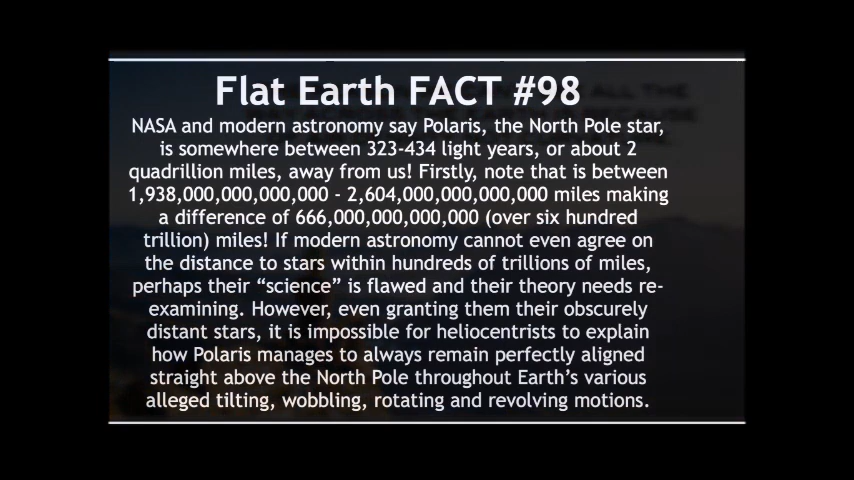 Flat Earth FACT #98
NASA and modern astronomy say Polaris, the North Pole star,
is somewhere between 323-434 light years, or about 2
quadrillion miles, away from us! Firstly, note that is between
1,938,000,000,000,000 - 2,604,000,000,000,000 miles making
a difference of 666,000,000,000,000 (over six hundred
trillion) miles! If modern astronomy cannot even agree on
the distance to stars within hundreds of trillions of miles,
perhaps their “science” is flawed and their theory needs re-
examining. However, even granting them their obscurely
distant stars, it is impossible for heliocentrists to explain
how Polaris manages to always remain perfectly aligned
straight above the North Pole throughout Earth’s various
alleged tilting, wobbling, rotating and revolving motions.